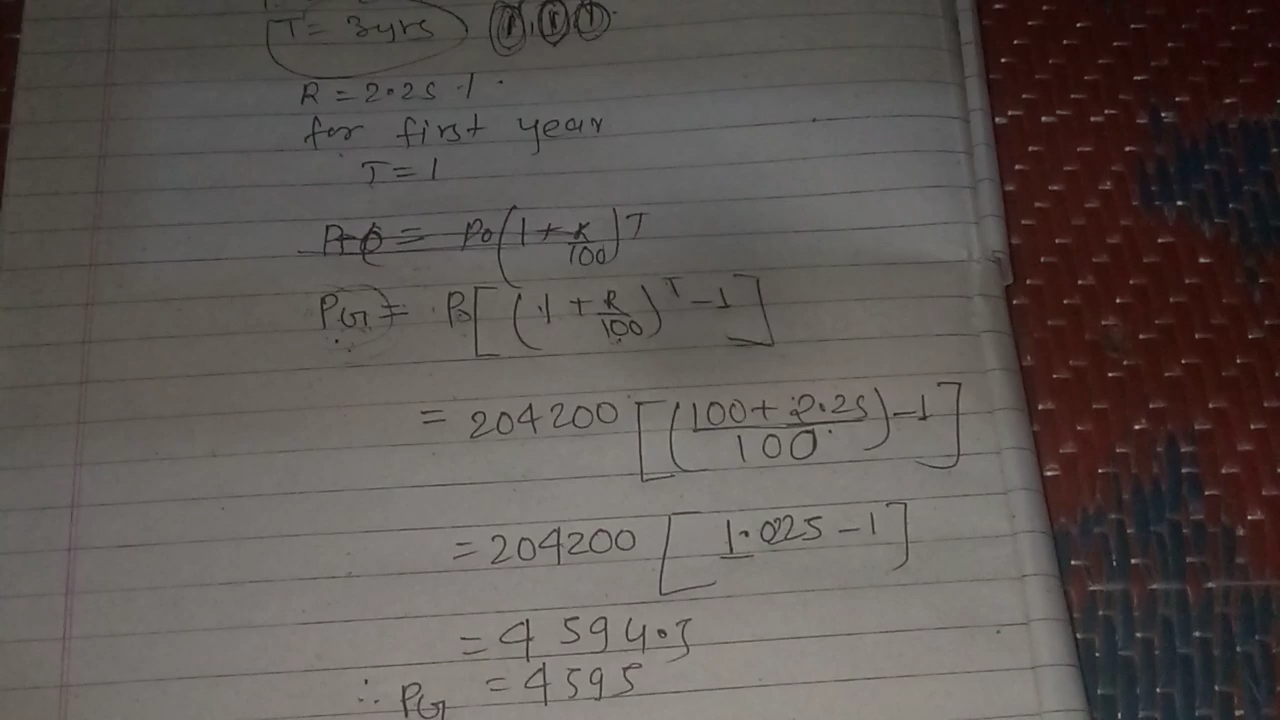 T = 3yrs
R = 2.25 %.
for first year
T = 1
P0(1 + R/100)^T
PG = P0[(1 + R/100)^T - 1]
= 204200 [(100 + 2.25/100) - 1]
= 204200 [1.025 - 1]
= 4594.5
∴ PG = 4595